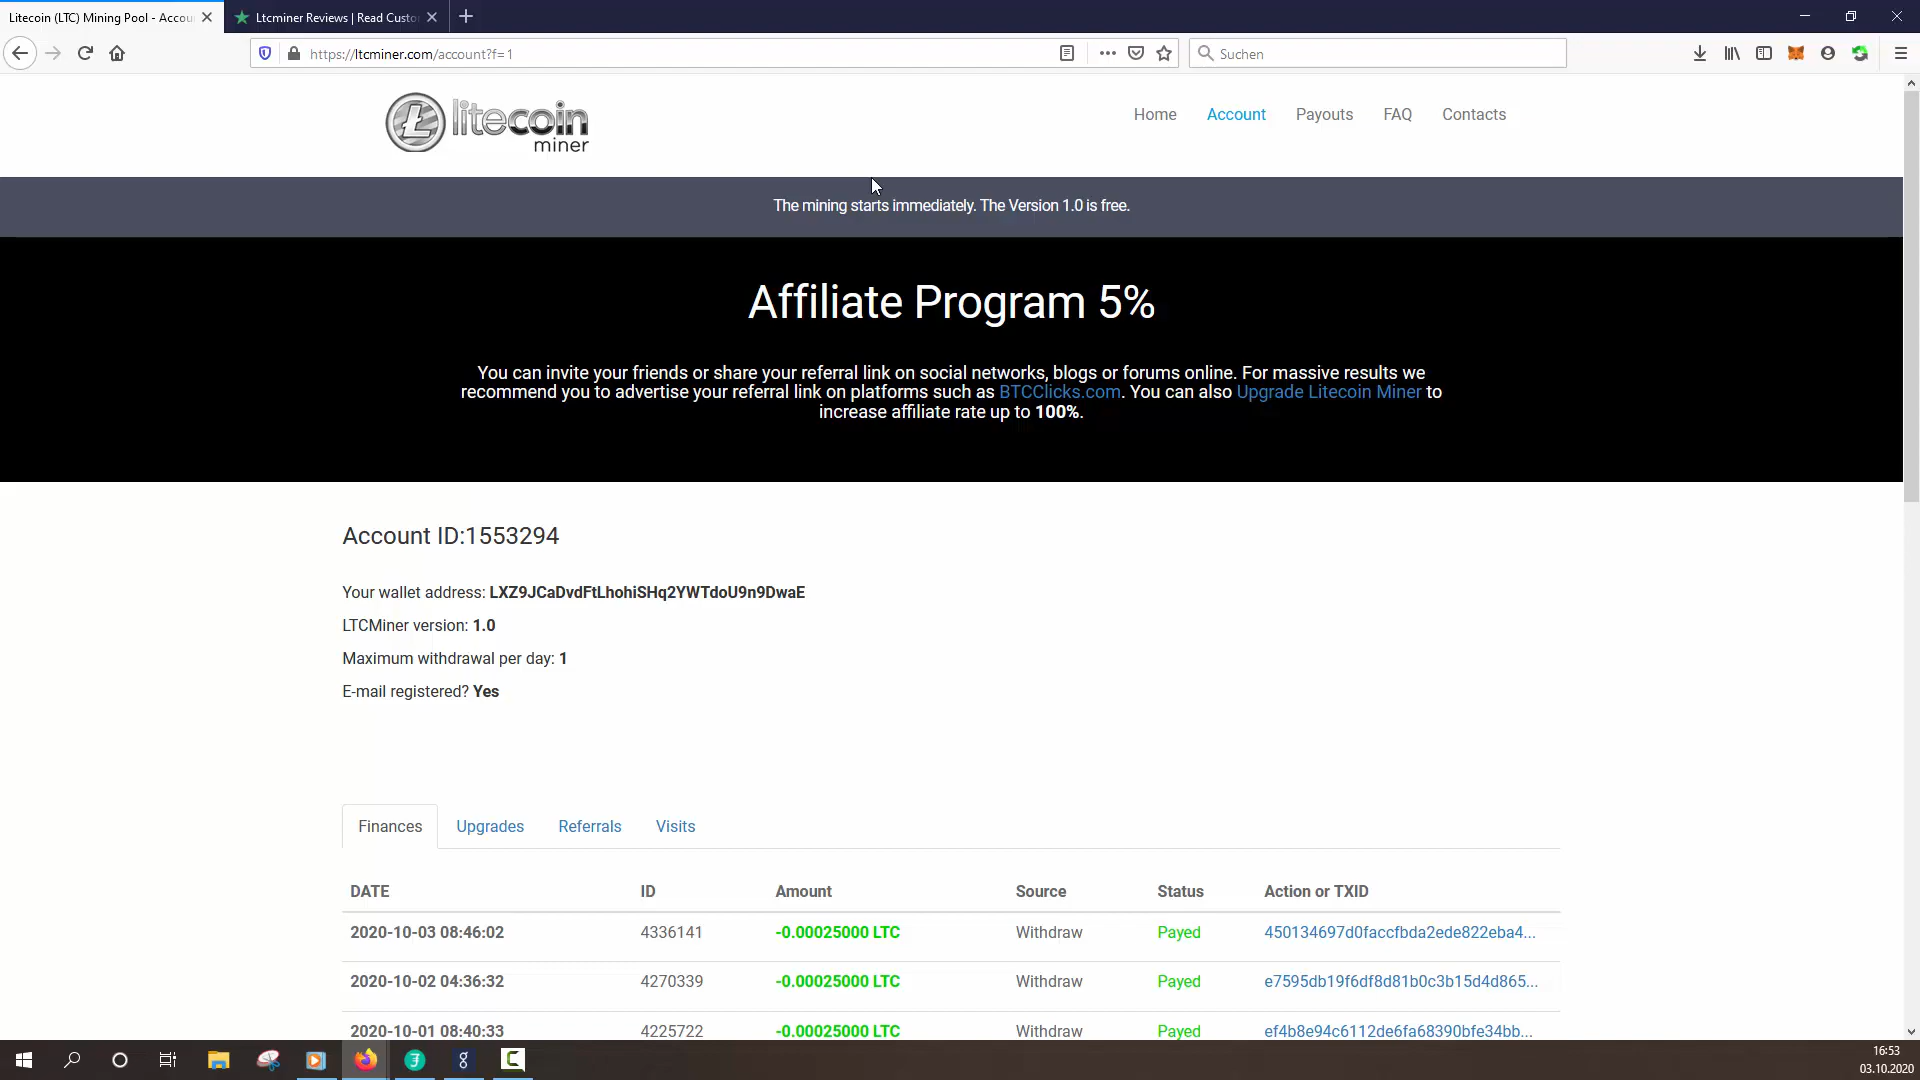 Litecoin (LTC) Mining Pool - Accou
Ltcminer Reviews | Read Custo
https://ltcminer.com/account?f=1
Suchen
litecoin
miner
Home
Account
Payouts
FAQ
Contacts
The mining starts immediately. The Version 1.0 is free.
Affiliate Program 5%
You can invite your friends or share your referral link on social networks, blogs or forums online. For massive results we
recommend you to advertise your referral link on platforms such as BTCClicks.com. You can also Upgrade Litecoin Miner to
increase affiliate rate up to 100%.
Account ID:1553294
Your wallet address: LXZ9JCaDvdFtLhohiSHq2YWTdoU9n9DwaE
LTCMiner version: 1.0
Maximum withdrawal per day: 1
E-mail registered? Yes
Finances
Upgrades
Referrals
Visits
DATE ID Amount Source Status Action or TXID
2020-10-03 08:46:02 4336141 -0.00025000 LTC Withdraw Payed 450134697d0faccfbda2ede822eba4...
2020-10-02 04:36:32 4270339 -0.00025000 LTC Withdraw Payed e7595db19f6df8d81b0c3b15d4d865...
2020-10-01 08:40:33 4225722 -0.00025000 LTC Withdraw Payed ef4b8e94c6112de6fa68390bfe34bb...
16:53
03.10.2020